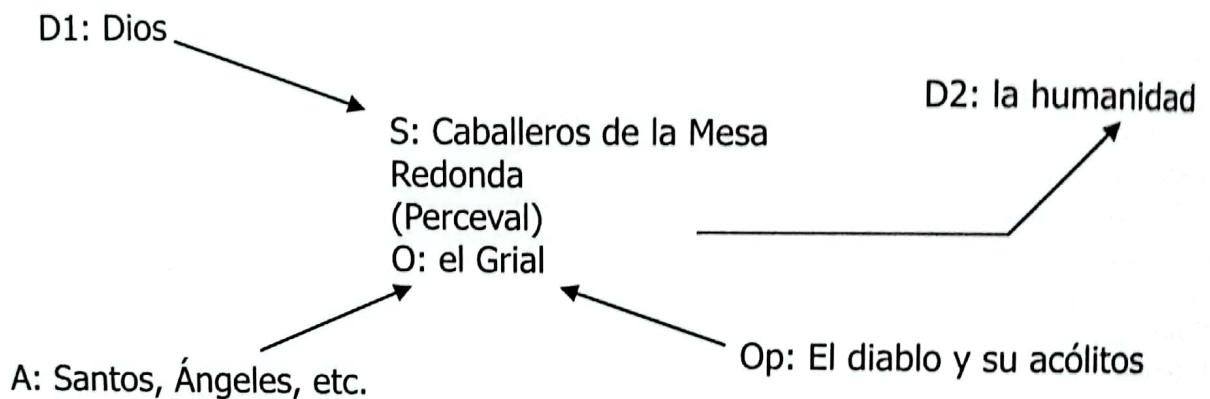 D1: Dios
D2: la humanidad
S: Caballeros de la Mesa
Redonda
(Perceval)
O: el Grial
Op: El diablo y su acólitos
A: Santos, Ángeles, etc.